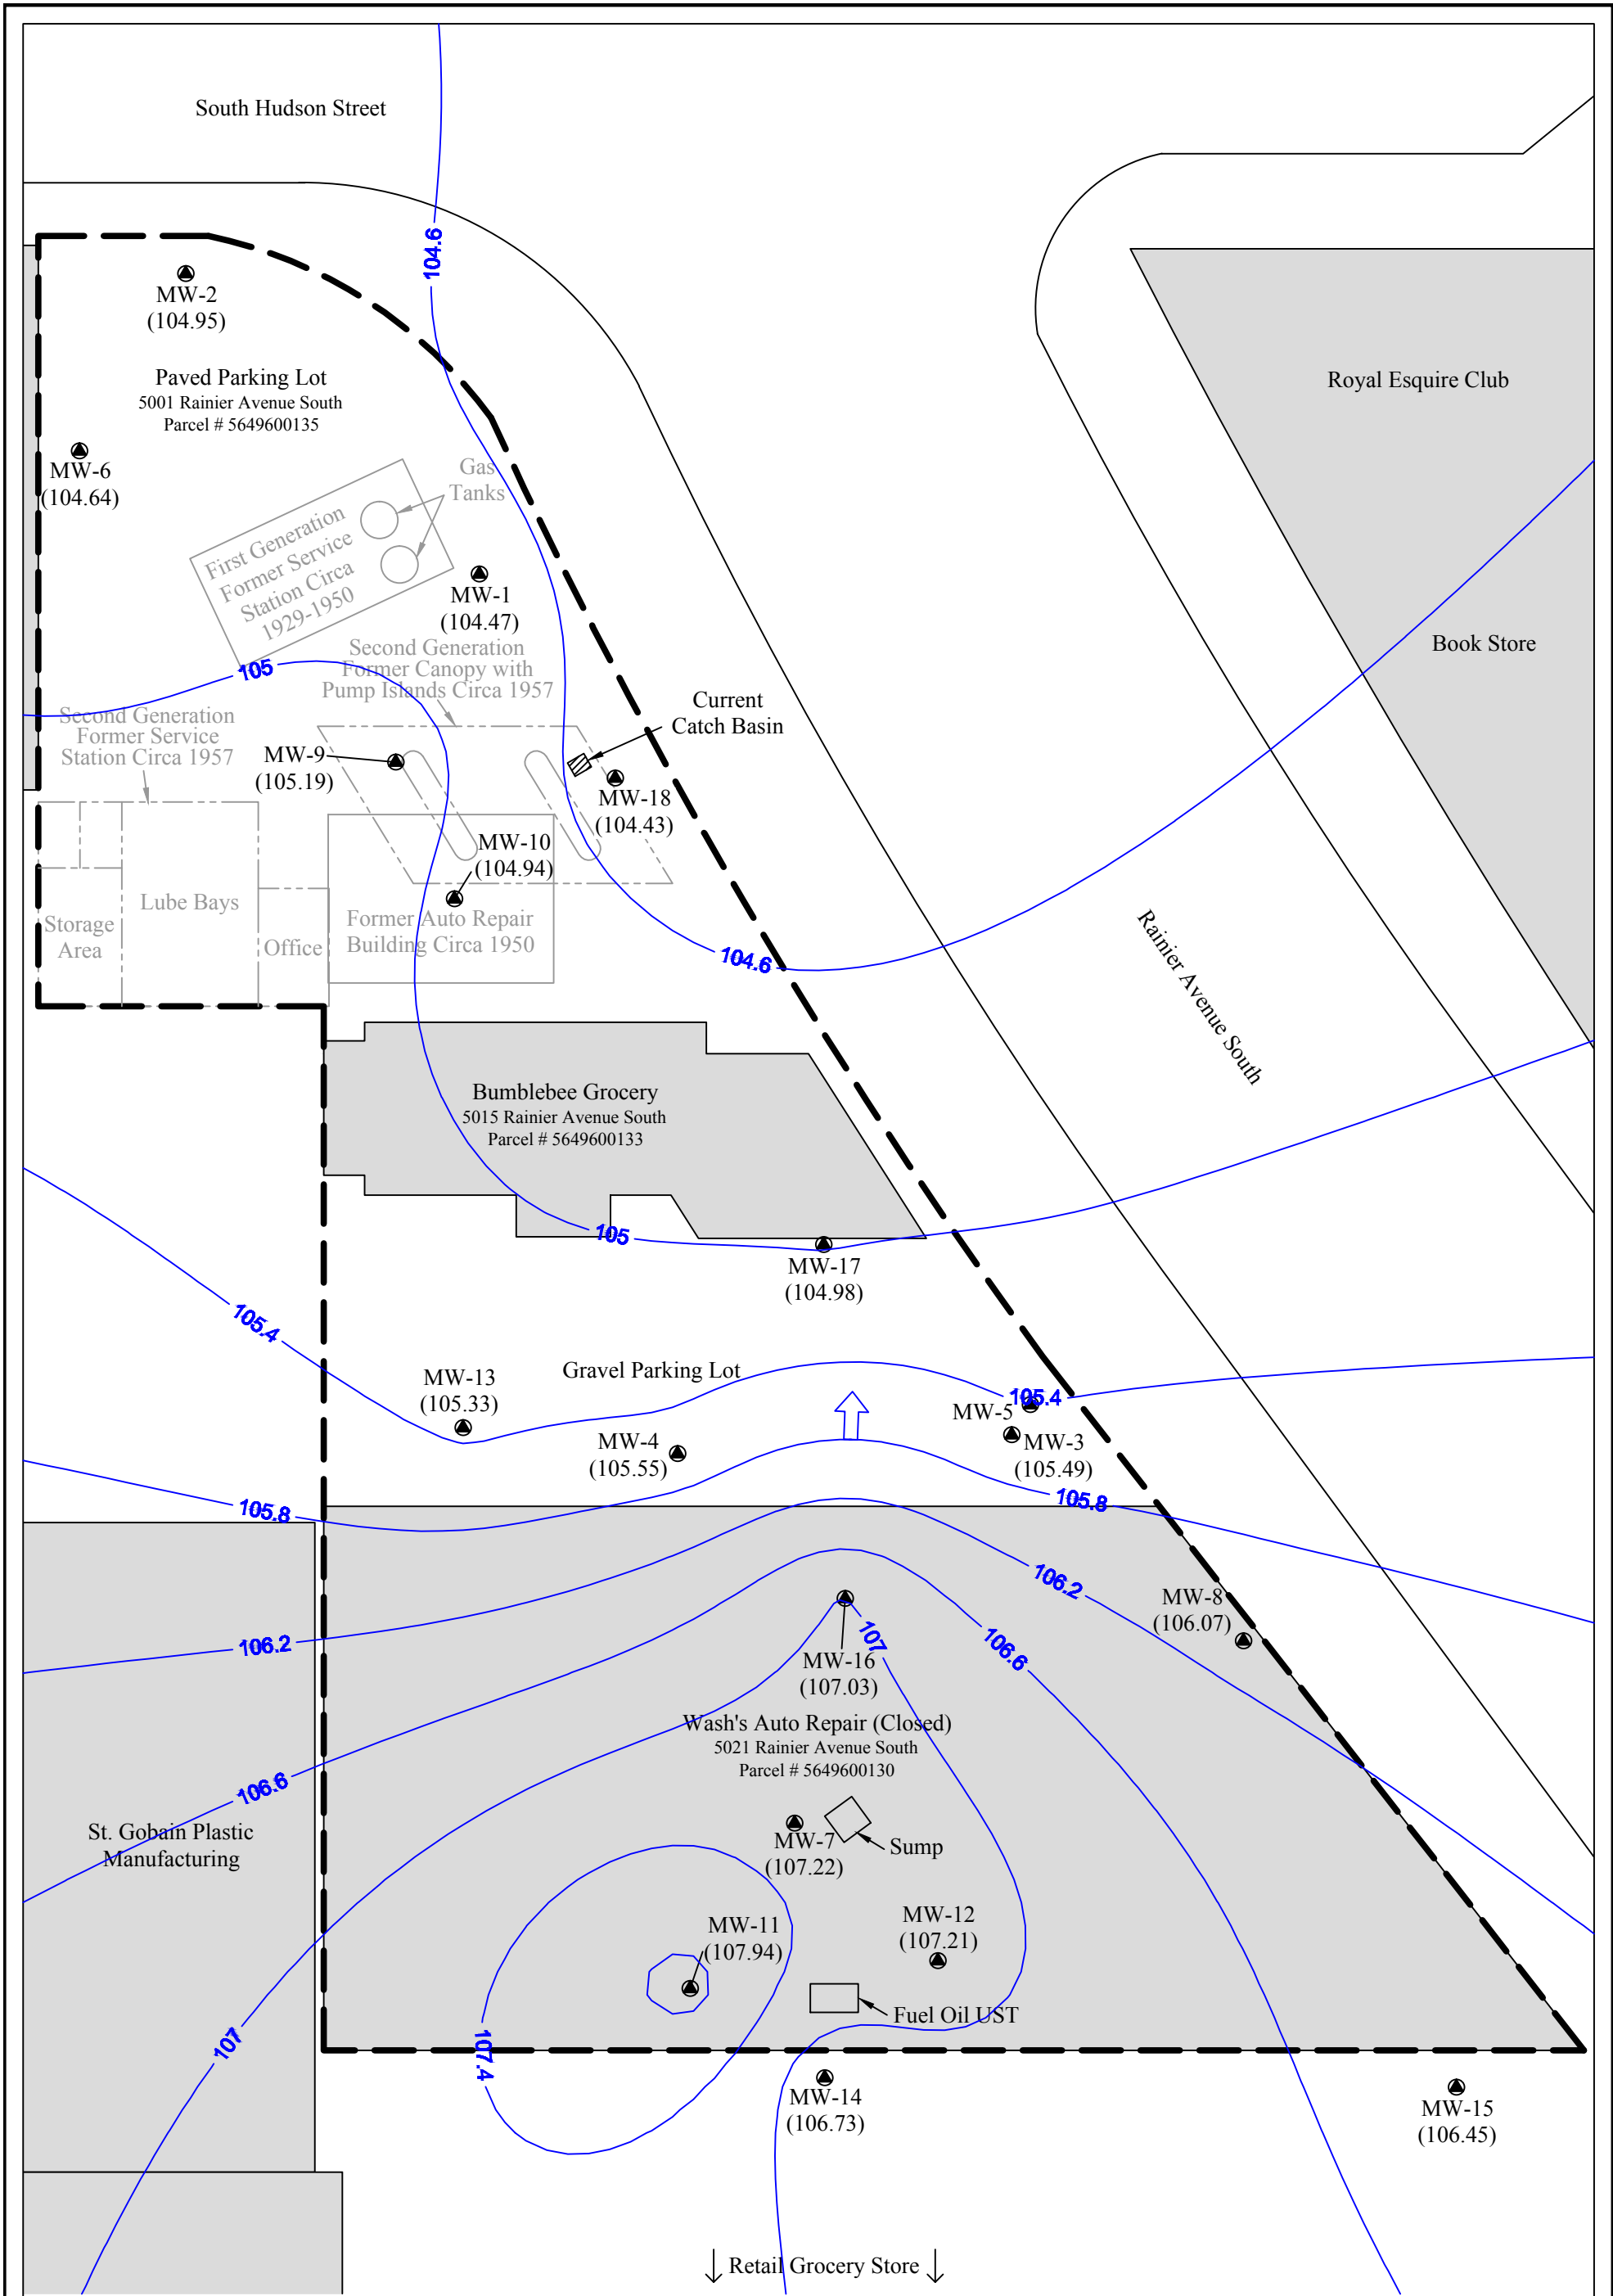 South Hudson Street
104.6
MW-2
(104.95)
Paved Parking Lot
5001 Rainier Avenue South
Parcel # 5649600135
Royal Esquire Club
MW-6
(104.64)
Gas
Tanks
First Generation
Former Service
Station Circa
1929-1950
MW-1
(104.47)
Book Store
Second Generation
Former Canopy with
Pump Islands Circa 1957
105
Current
Catch Basin
Second Generation
Former Service
Station Circa 1957
MW-9
(105.19)
MW-18
(104.43)
MW-10
(104.94)
Lube Bays
Storage
Area
Office
Former Auto Repair
Building Circa 1950
104.6
Rainier Avenue South
Bumblebee Grocery
5015 Rainier Avenue South
Parcel # 5649600133
105
MW-17
(104.98)
105.4
Gravel Parking Lot
MW-13
(105.33)
105.4
MW-5
MW-4
(105.55)
MW-3
(105.49)
105.8
105.8
106.2
MW-8
(106.07)
106.2
107
106.6
MW-16
(107.03)
Wash's Auto Repair (Closed)
5021 Rainier Avenue South
Parcel # 5649600130
106.6
St. Gobain Plastic
Manufacturing
MW-7
(107.22)
Sump
MW-11
(107.94)
MW-12
(107.21)
Fuel Oil UST
107
107.4
MW-14
(106.73)
MW-15
(106.45)
Retail Grocery Store